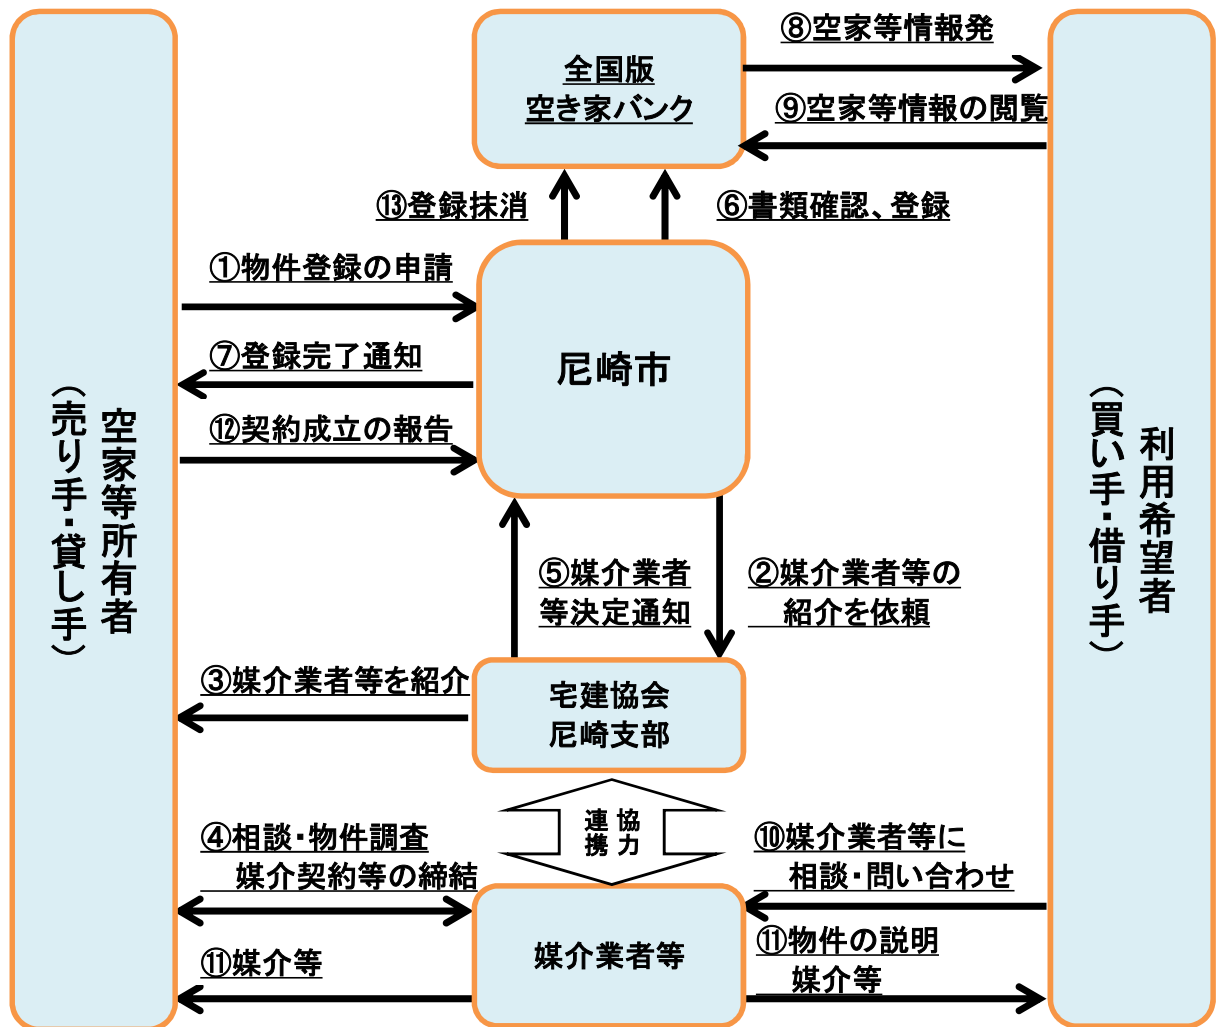 全国版
空き家バンク
⑧空家等情報発
⑨空家等情報の閲覧
⑬登録抹消
⑥書類確認、登録
①物件登録の申請
⑦登録完了通知
⑫契約成立の報告
尼崎市
空家等所有者
（売り手・貸し手）
利用希望者
（買い手・借り手）
⑤媒介業者
等決定通知
②媒介業者等の
紹介を依頼
③媒介業者等を紹介
宅建協会
尼崎支部
協力
連携
④相談・物件調査
媒介契約等の締結
⑩媒介業者等に
相談・問い合わせ
⑪媒介等
媒介業者等
⑪物件の説明
媒介等